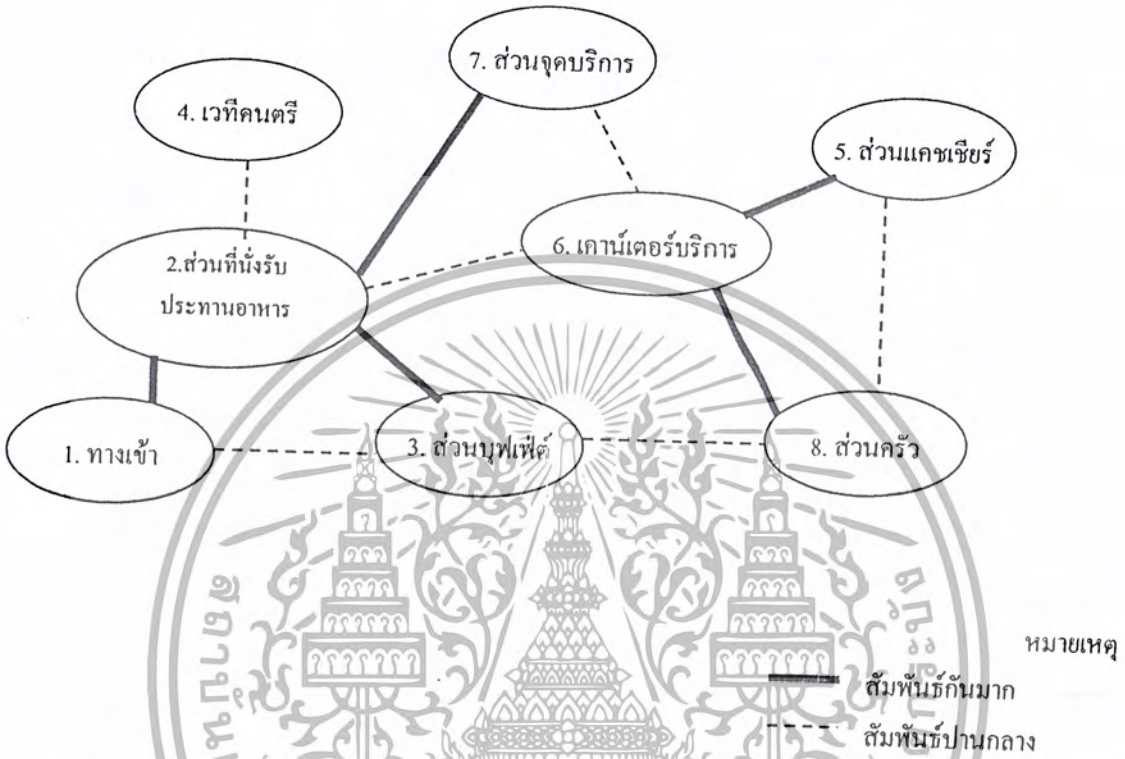 7. ส่วนจุดบริการ
4. เวทีดนตรี
5. ส่วนแคชเชียร์
6. เคาน์เตอร์บริการ
2.ส่วนที่นั่งรับ
ประทานอาหาร
1. ทางเข้า
3. ส่วนบุฟเฟ่ต์
8. ส่วนครัว
หมายเหตุ
สัมพันธ์กันมาก
สัมพันธ์ปานกลาง